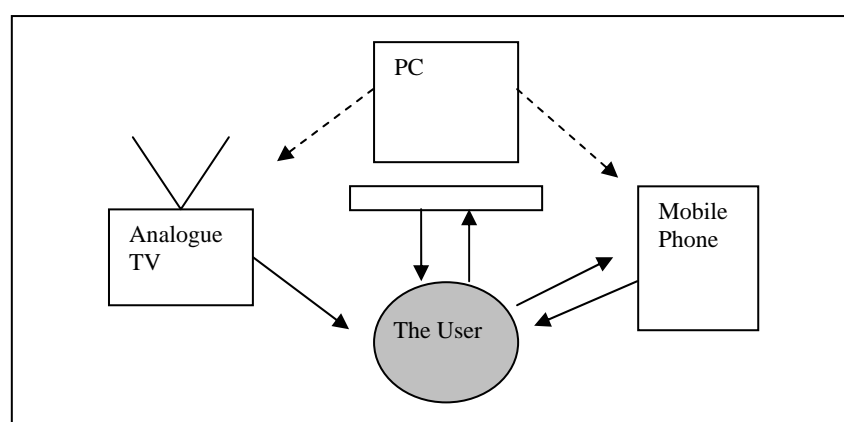 PC
Analogue
TV
Mobile
Phone
The User